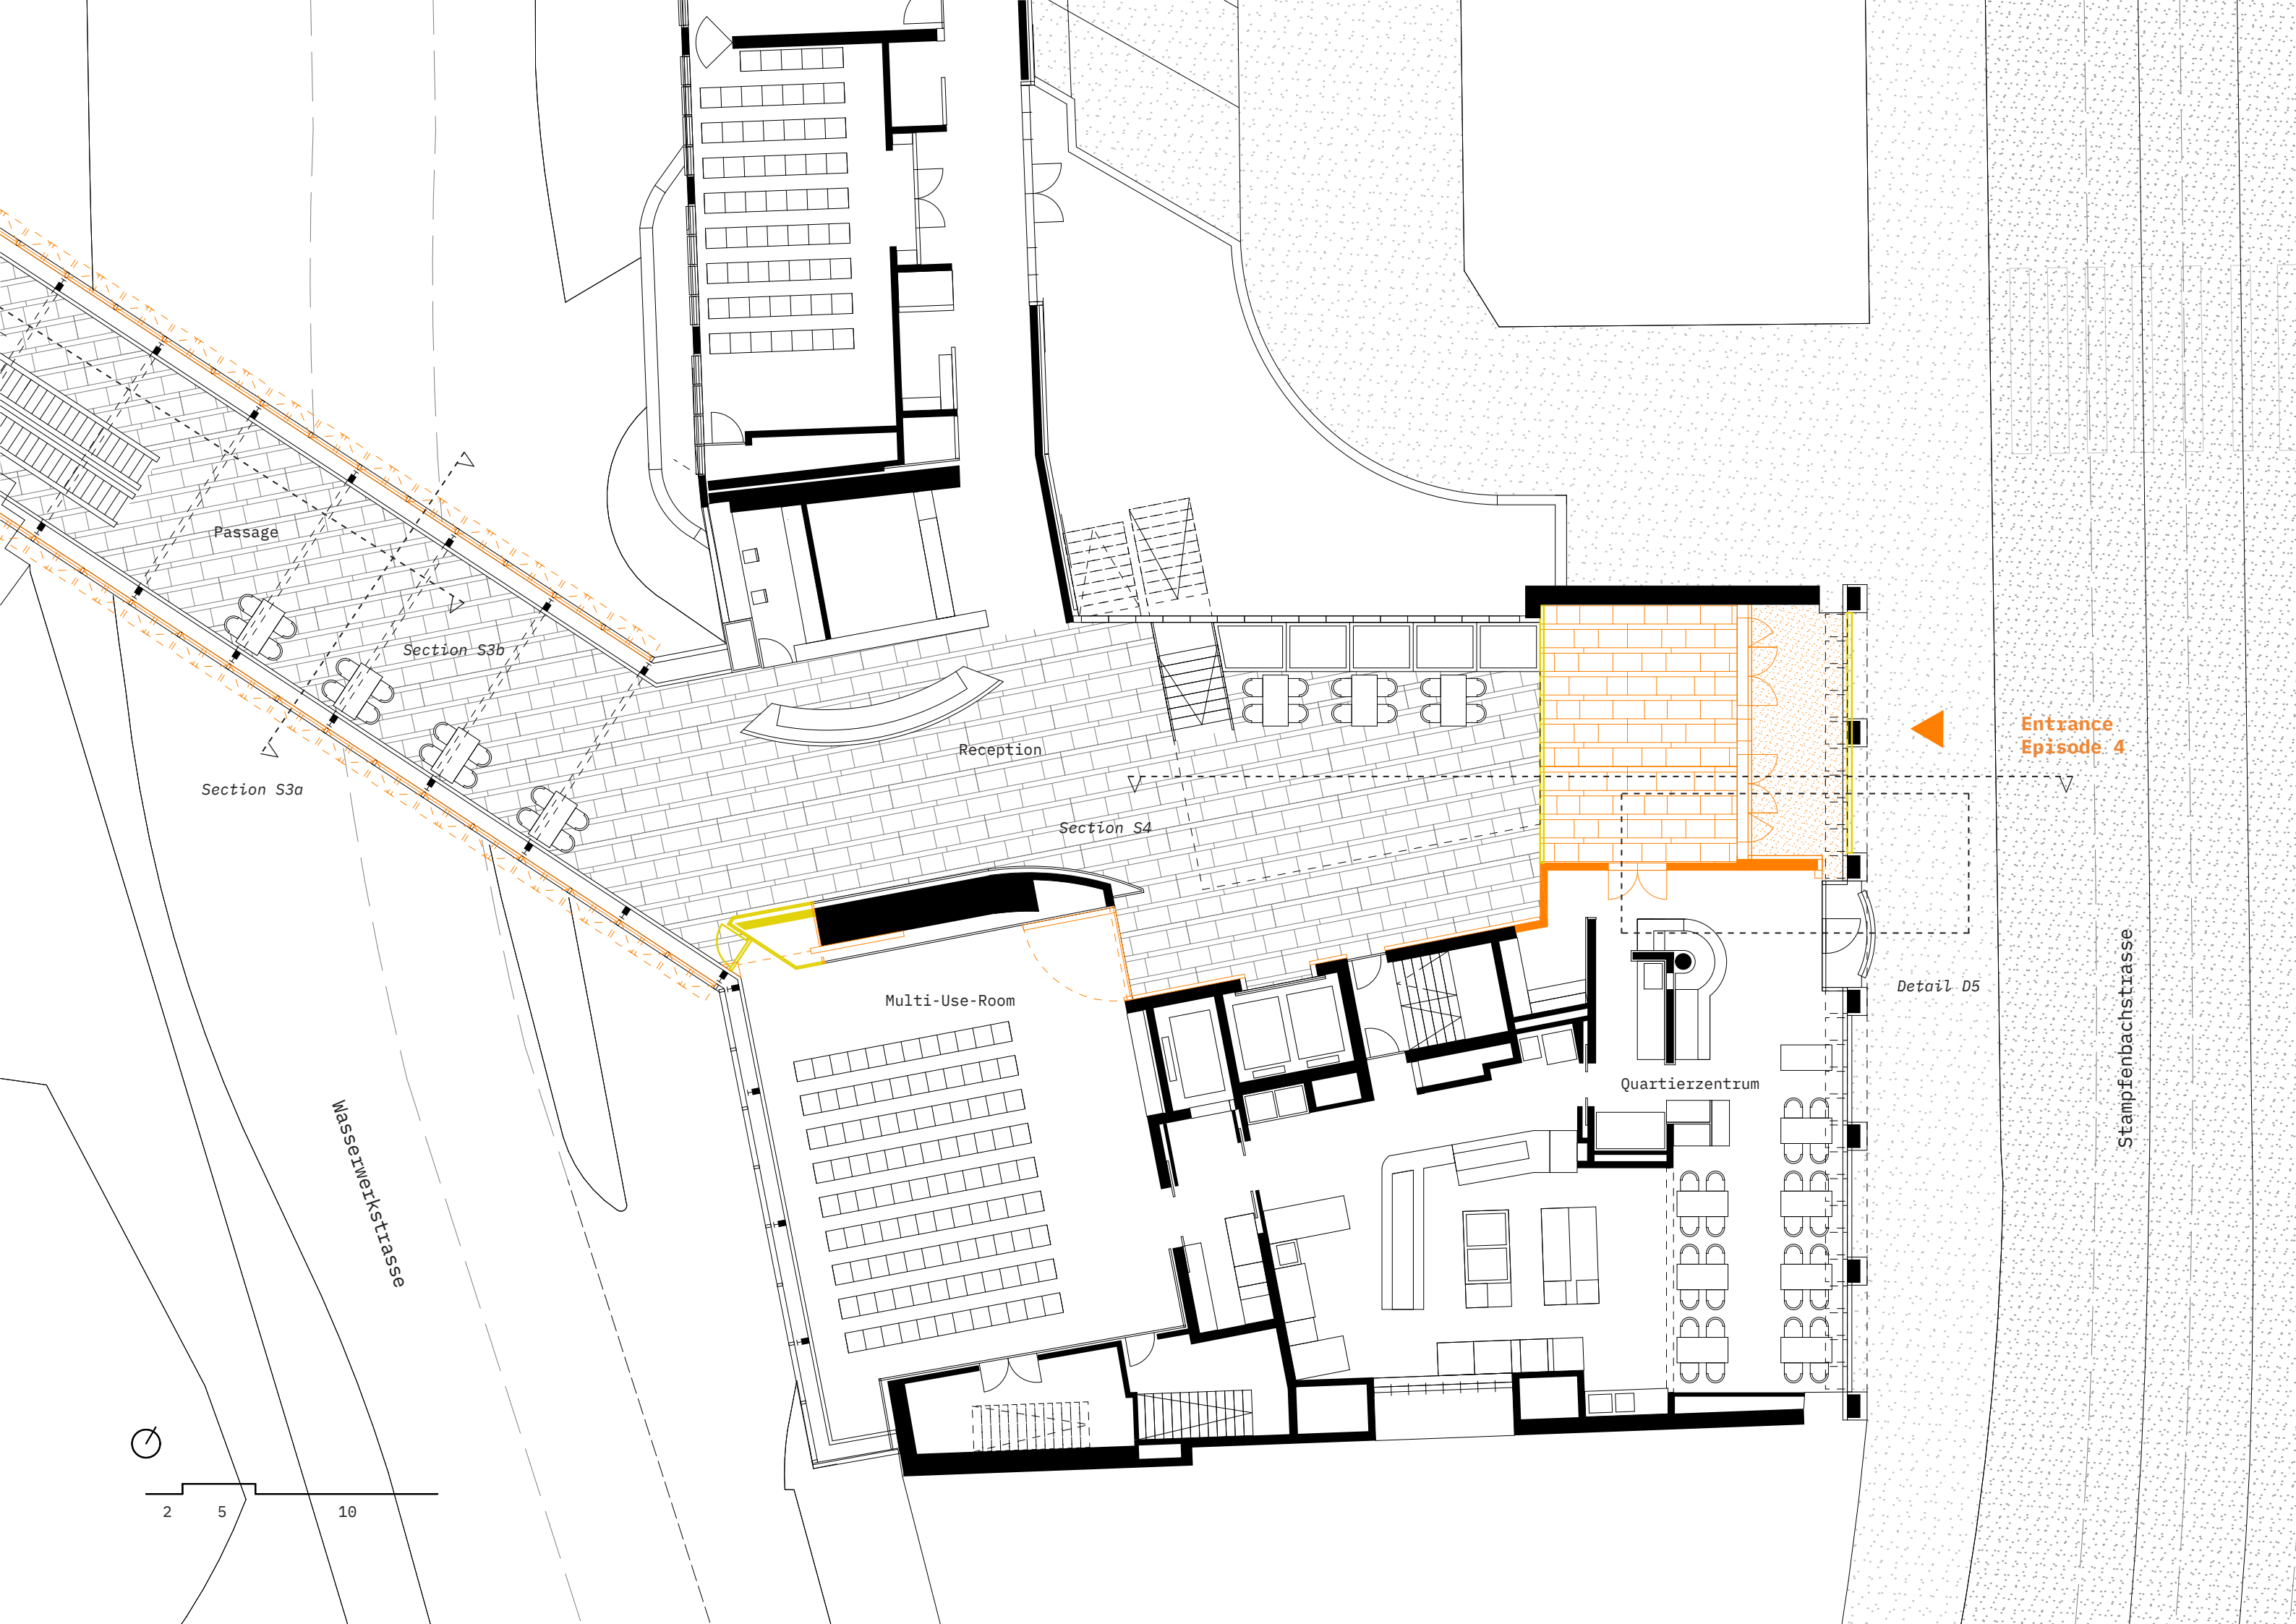 Passage
Section S3b
Section S3a
Reception
Entrance
Episode 4
Section S4
Multi-Use-Room
Detail D5
Quartierzentrum
Stampfenbachstrasse
Wasserwerkstrasse
2 5 10